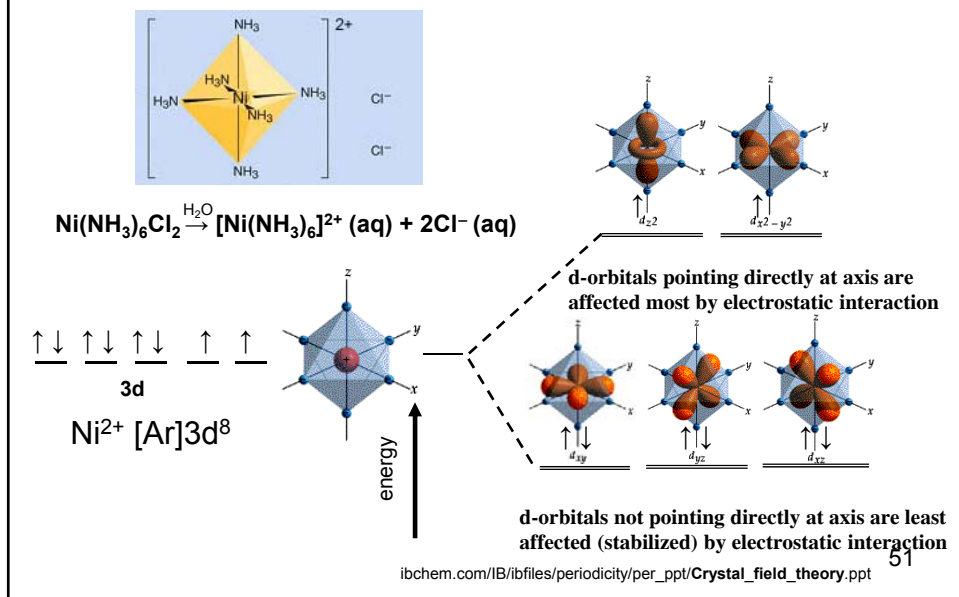 NH3
2+
H3N
H3N
Ni
NH3
NH3
NH3
Cl–
Cl–
Ni(NH3)6Cl2 H2O → [Ni(NH3)6]2+ (aq) + 2Cl– (aq)
z
y
x
dz2
z
y
x
dx2 – y2
↑
↑
d-orbitals pointing directly at axis are
affected most by electrostatic interaction
↑↓ ↑↓ ↑↓ ↑ ↑
3d
Ni2+ [Ar]3d8
z
y
x
+
energy
z
y
x
↑↓
dxy
z
y
x
↑↓
dyz
z
y
x
↑↓
dxz
d-orbitals not pointing directly at axis are least
affected (stabilized) by electrostatic interaction
51
ibchem.com/IB/ibfiles/periodicity/per_ppt/Crystal_field_theory.ppt